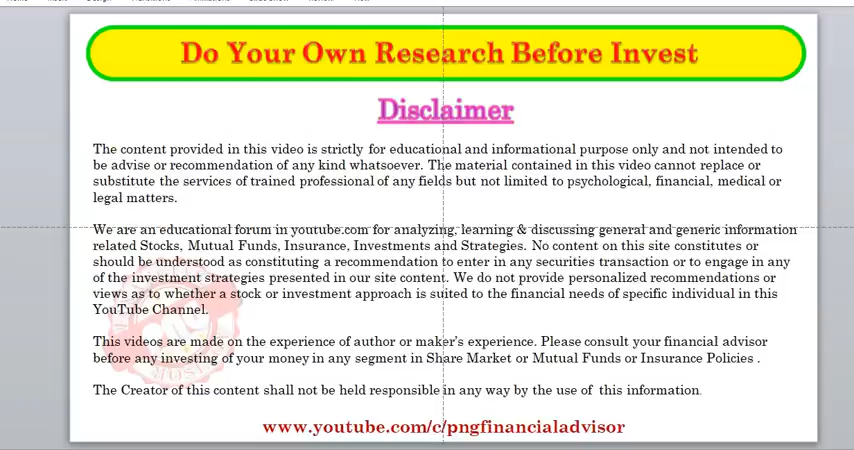 Do Your Own Research Before Invest
Disclaimer
The content provided in this video is strictly for educational and informational purpose only and not intended to
be advise or recommendation of any kind whatsoever. The material contained in this video cannot replace or
substitute the services of trained professional of any fields but not limited to psychological, financial, medical or
legal matters.
We are an educational forum in youtube.com for analyzing, learning & discussing general and generic information
related Stocks, Mutual Funds, Insurance, Investments and Strategies. No content on this site constitutes or
should be understood as constituting a recommendation to enter in any securities transaction or to engage in any
of the investment strategies presented in our site content. We do not provide personalized recommendations or
views as to whether a stock or investment approach is suited to the financial needs of specific individual in this
YouTube Channel.
This videos are made on the experience of author or maker's experience. Please consult your financial advisor
before any investing of your money in any segment in Share Market or Mutual Funds or Insurance Policies .
The Creator of this content shall not be held responsible in any way by the use of this information.
www.youtube.com/c/pngfinancialadvisor